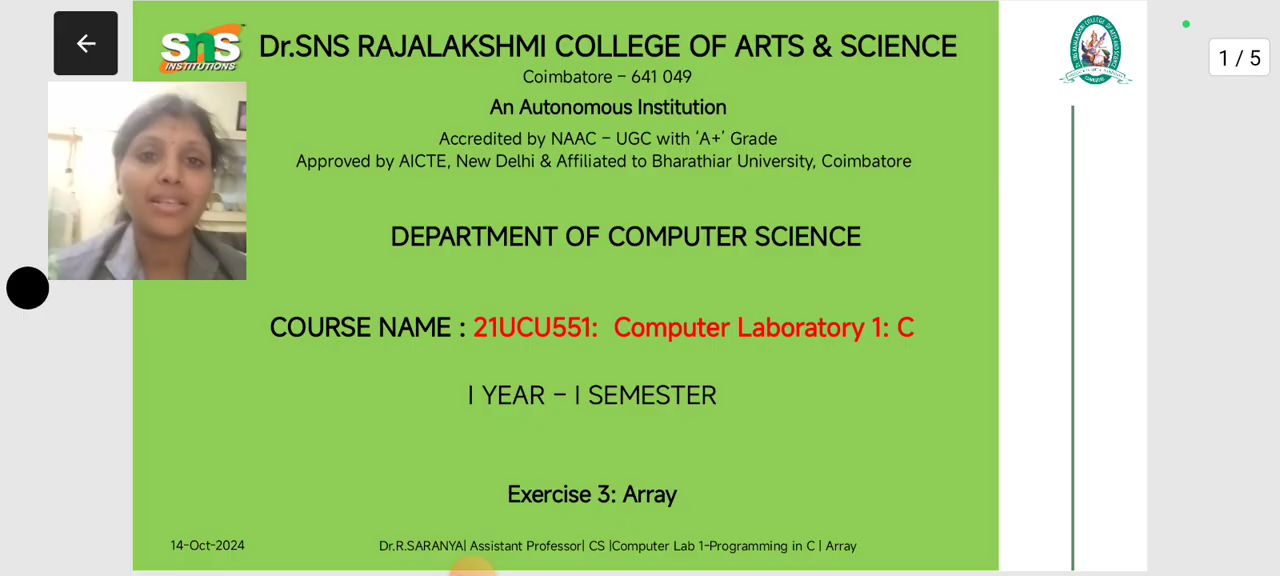 SNS
INSTITUTIONS
Dr.SNS RAJALAKSHMI COLLEGE OF ARTS & SCIENCE
Coimbatore – 641 049
An Autonomous Institution
Accredited by NAAC – UGC with ‘A+’ Grade
Approved by AICTE, New Delhi & Affiliated to Bharathiar University, Coimbatore
1 / 5
DEPARTMENT OF COMPUTER SCIENCE
COURSE NAME : 21UCU551: Computer Laboratory 1: C
I YEAR – I SEMESTER
Exercise 3: Array
14-Oct-2024
Dr.R.SARANYA| Assistant Professor| CS |Computer Lab 1-Programming in C | Array